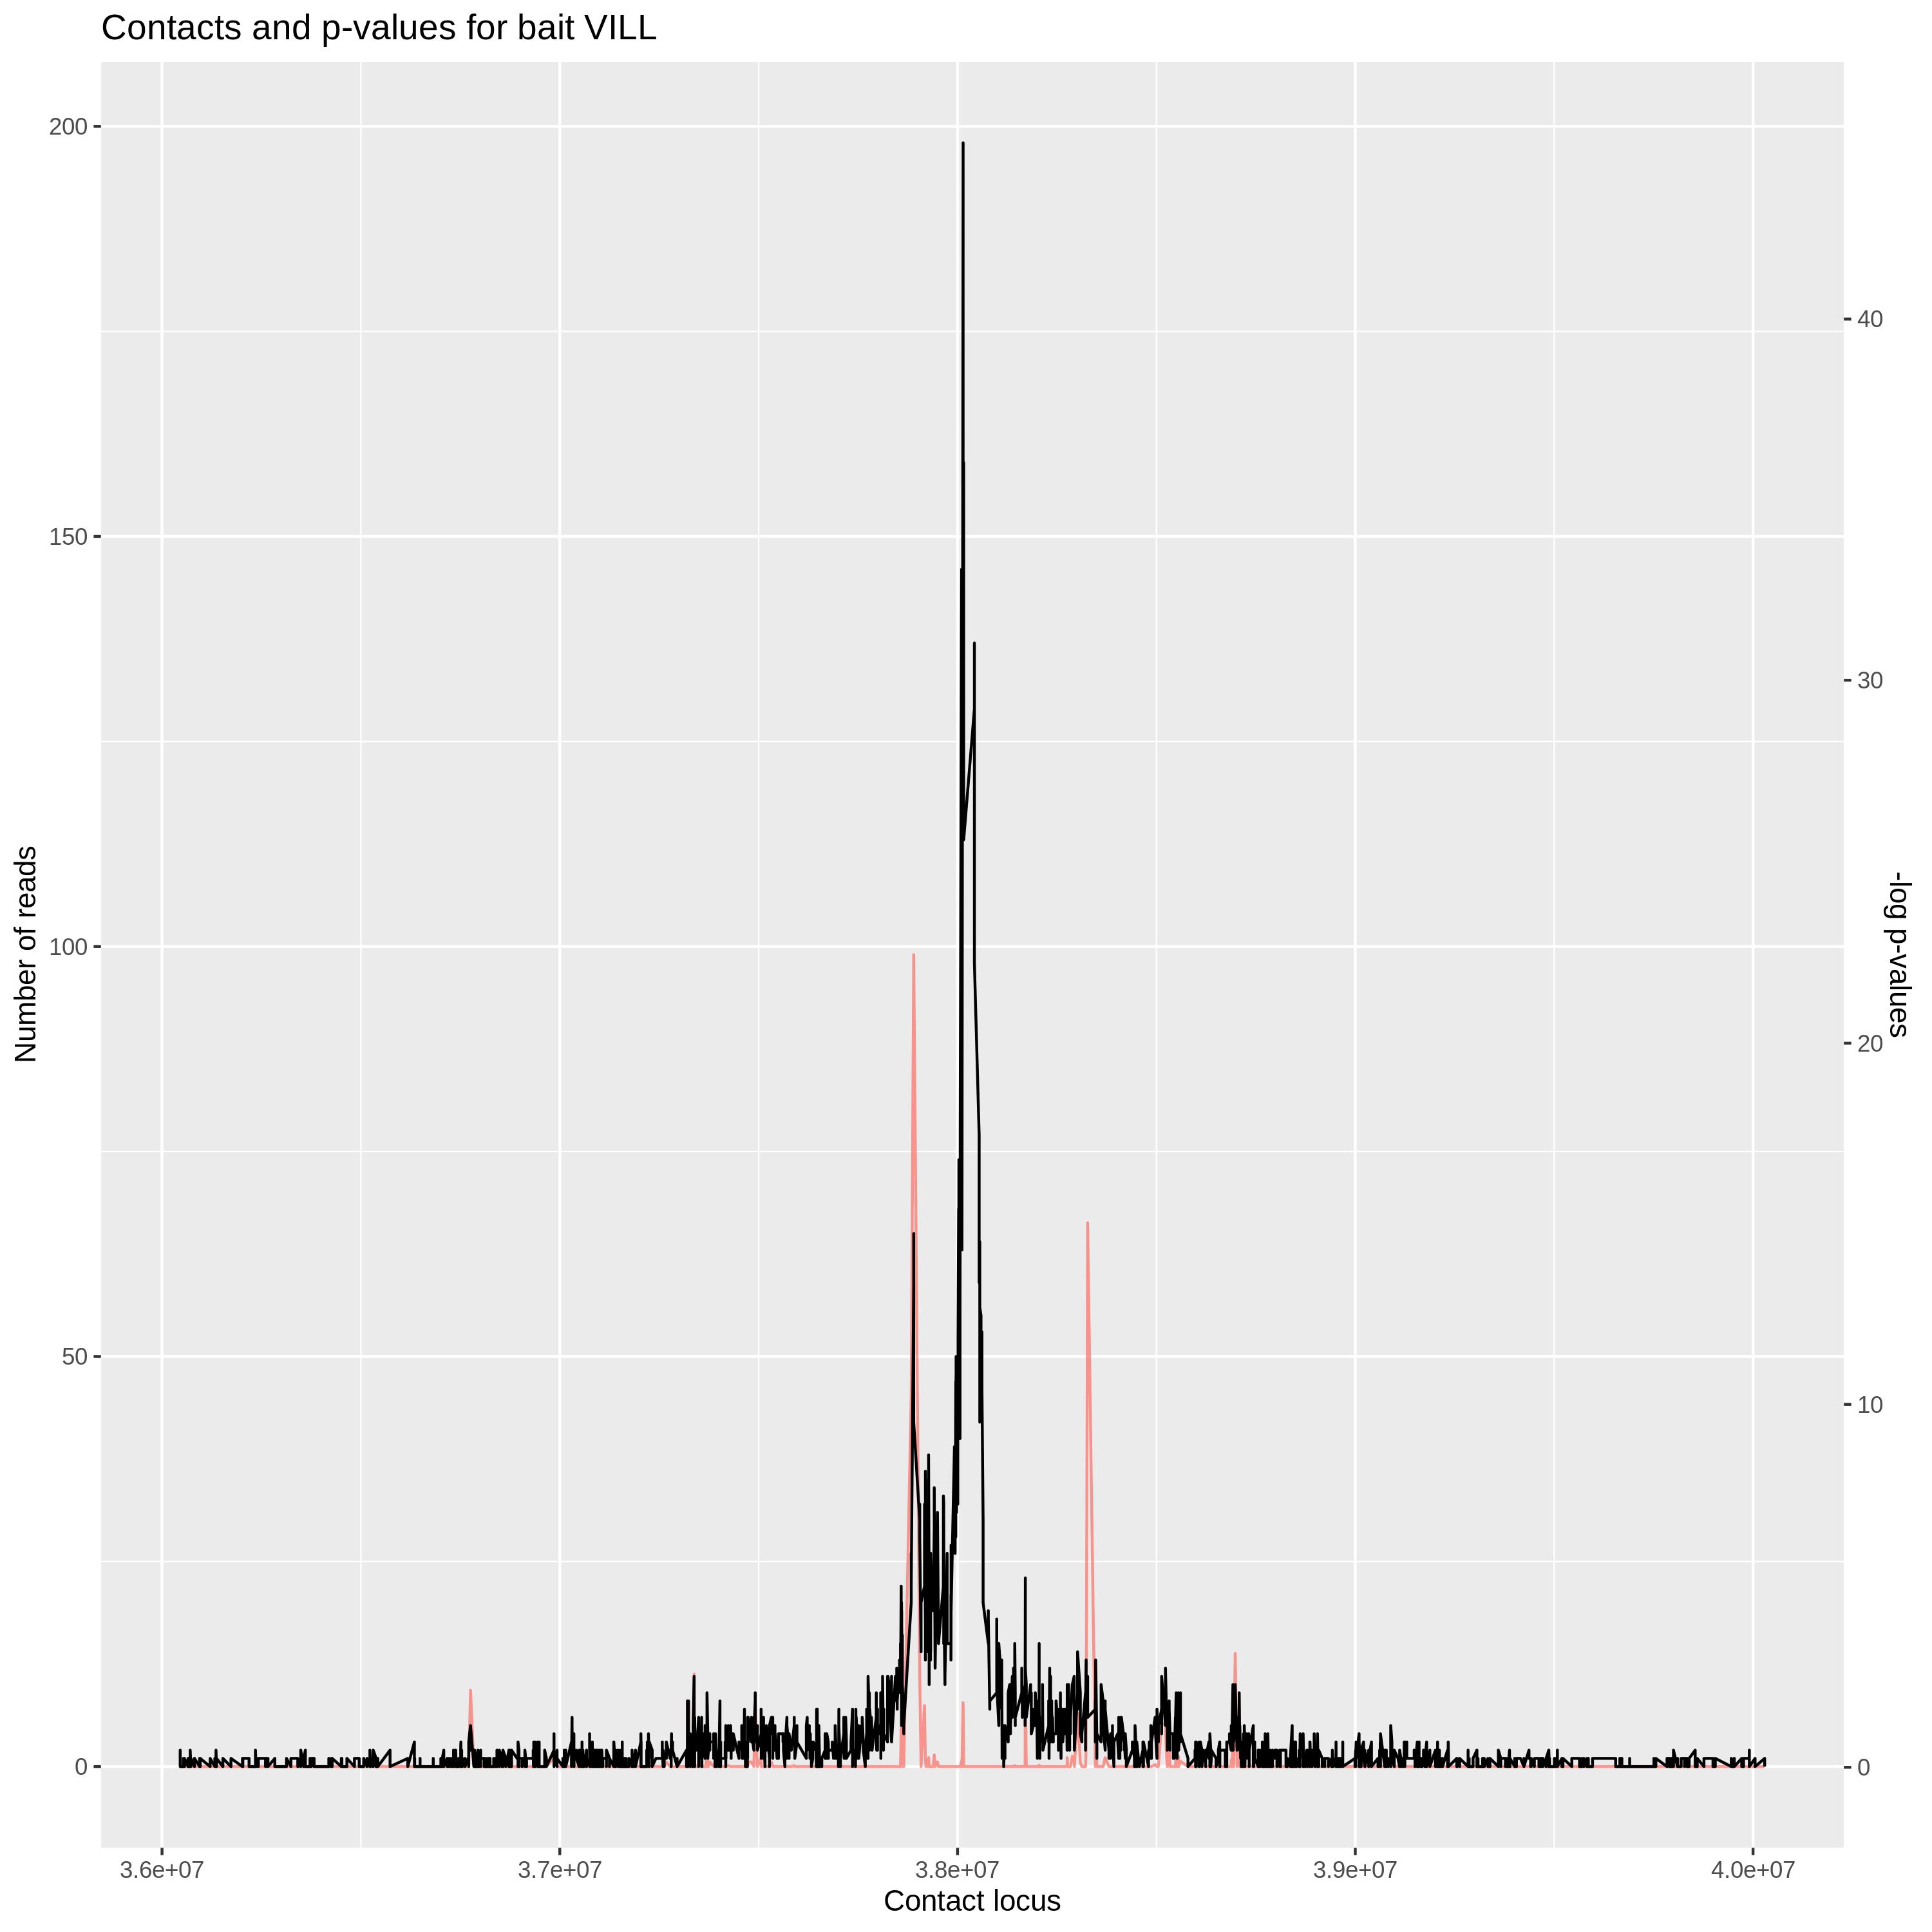 Contacts and p-values for bait VILL
200
150
100
50
0
Number of reads
40
30
20
10
0
-log p-values
3.6e+07
3.7e+07
3.8e+07
3.9e+07
4.0e+07
Contact locus